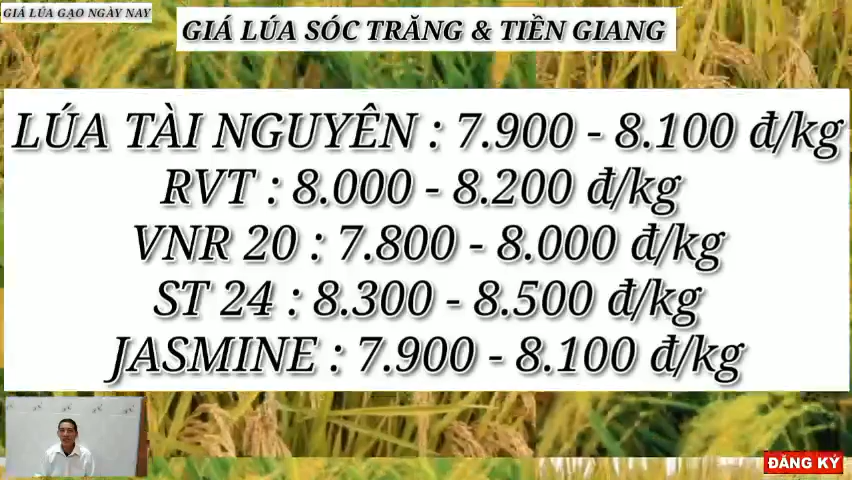 GIÁ LÚA GẠO NGÀY NAY
GIÁ LÚA SÓC TRĂNG & TIỀN GIANG
LÚA TÀI NGUYÊN : 7.900 - 8.100 đ/kg
RVT : 8.000 - 8.200 đ/kg
VNR 20 : 7.800 - 8.000 đ/kg
ST 24 : 8.300 - 8.500 đ/kg
JASMINE : 7.900 - 8.100 đ/kg
ĐĂNG KÝ